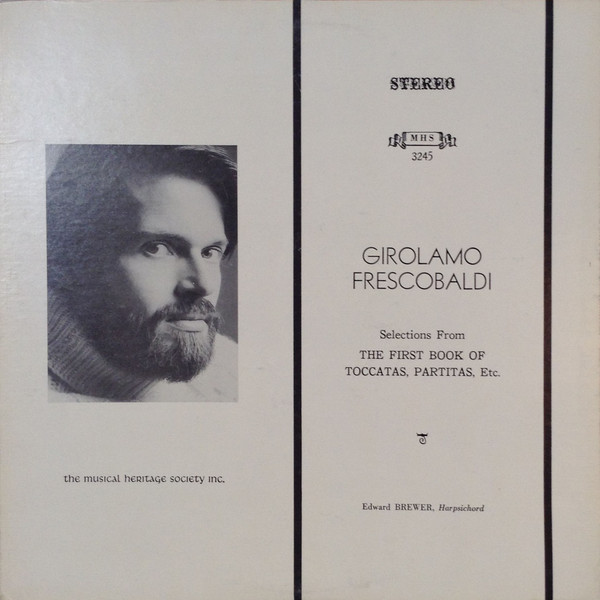 STEREO
MHS
3245
GIROLAMO
FRESCOBALDI
Selections From
THE FIRST BOOK OF
TOCCATAS, PARTITAS, Etc.
the musical heritage society inc.
Edward BREWER, Harpsichord